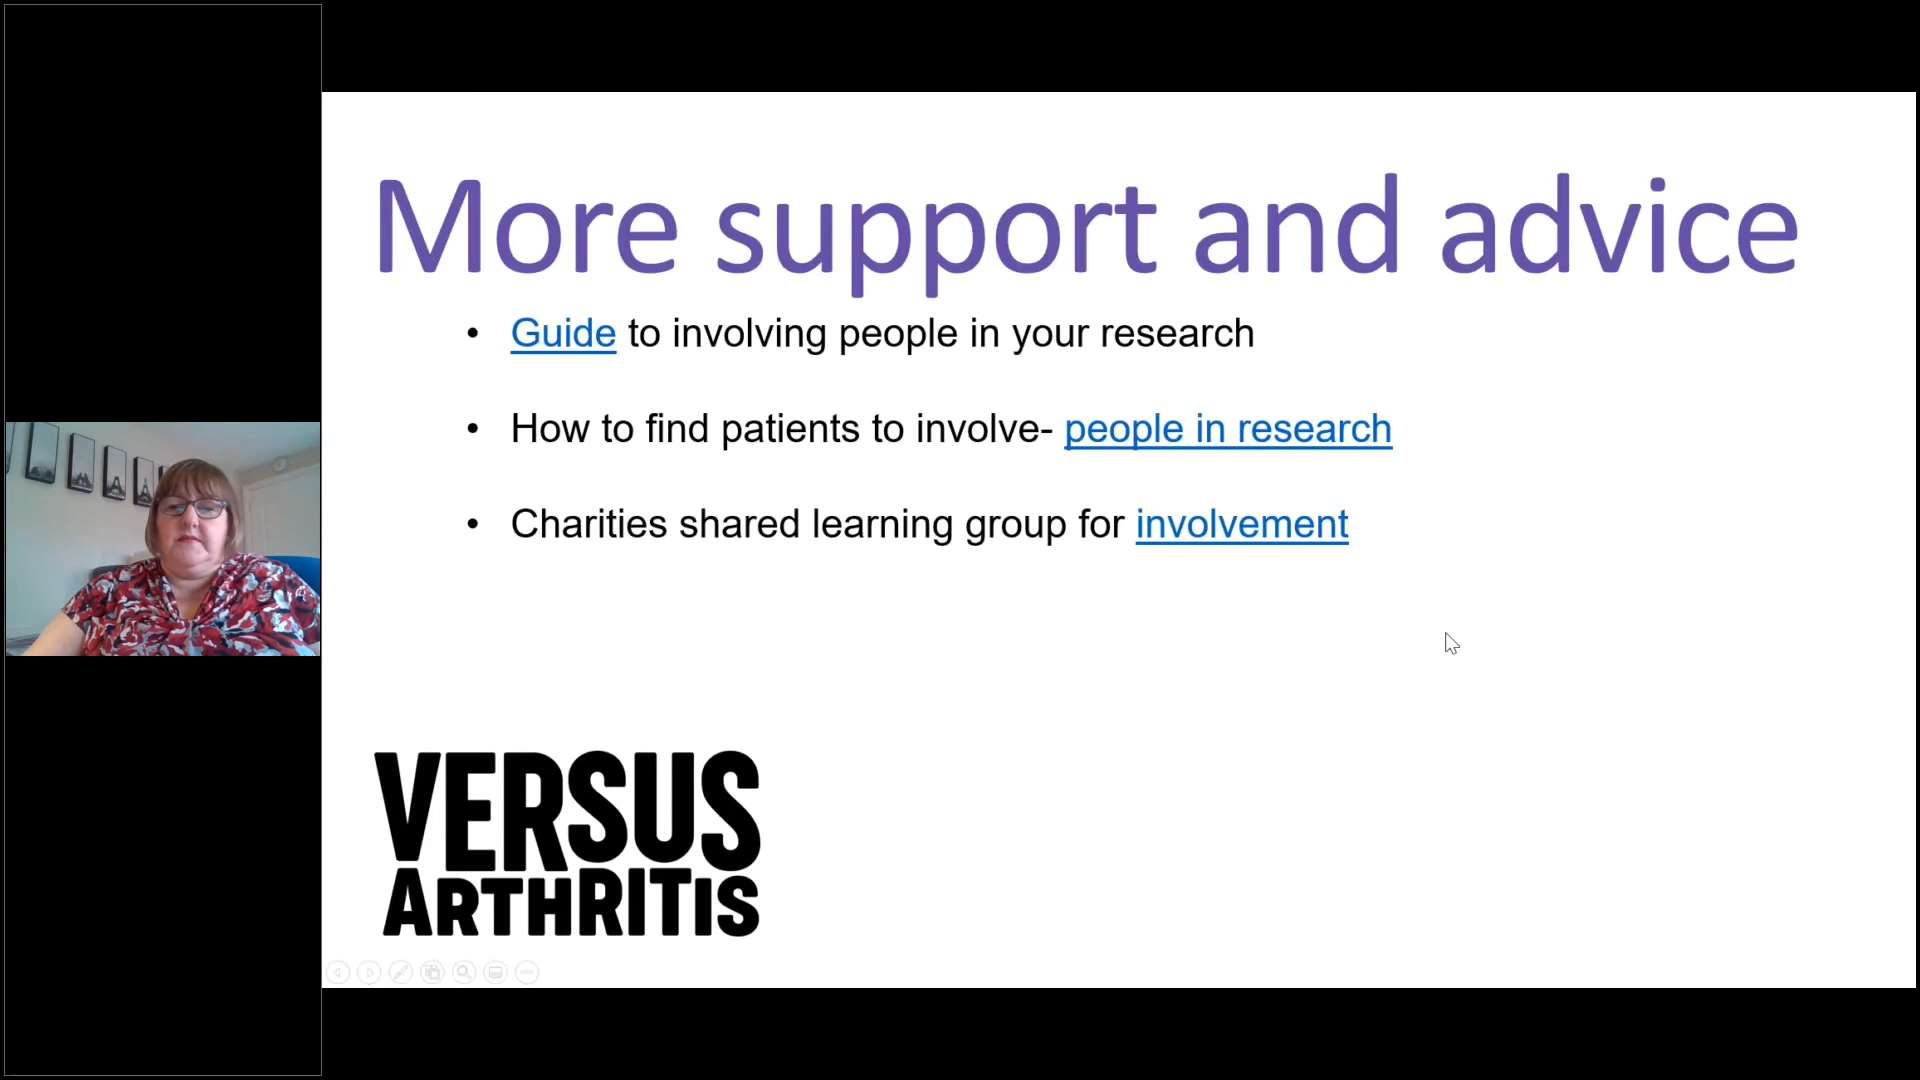 More support and advice
• Guide to involving people in your research
• How to find patients to involve- people in research
• Charities shared learning group for involvement
VERSUS
ARTHRITIS